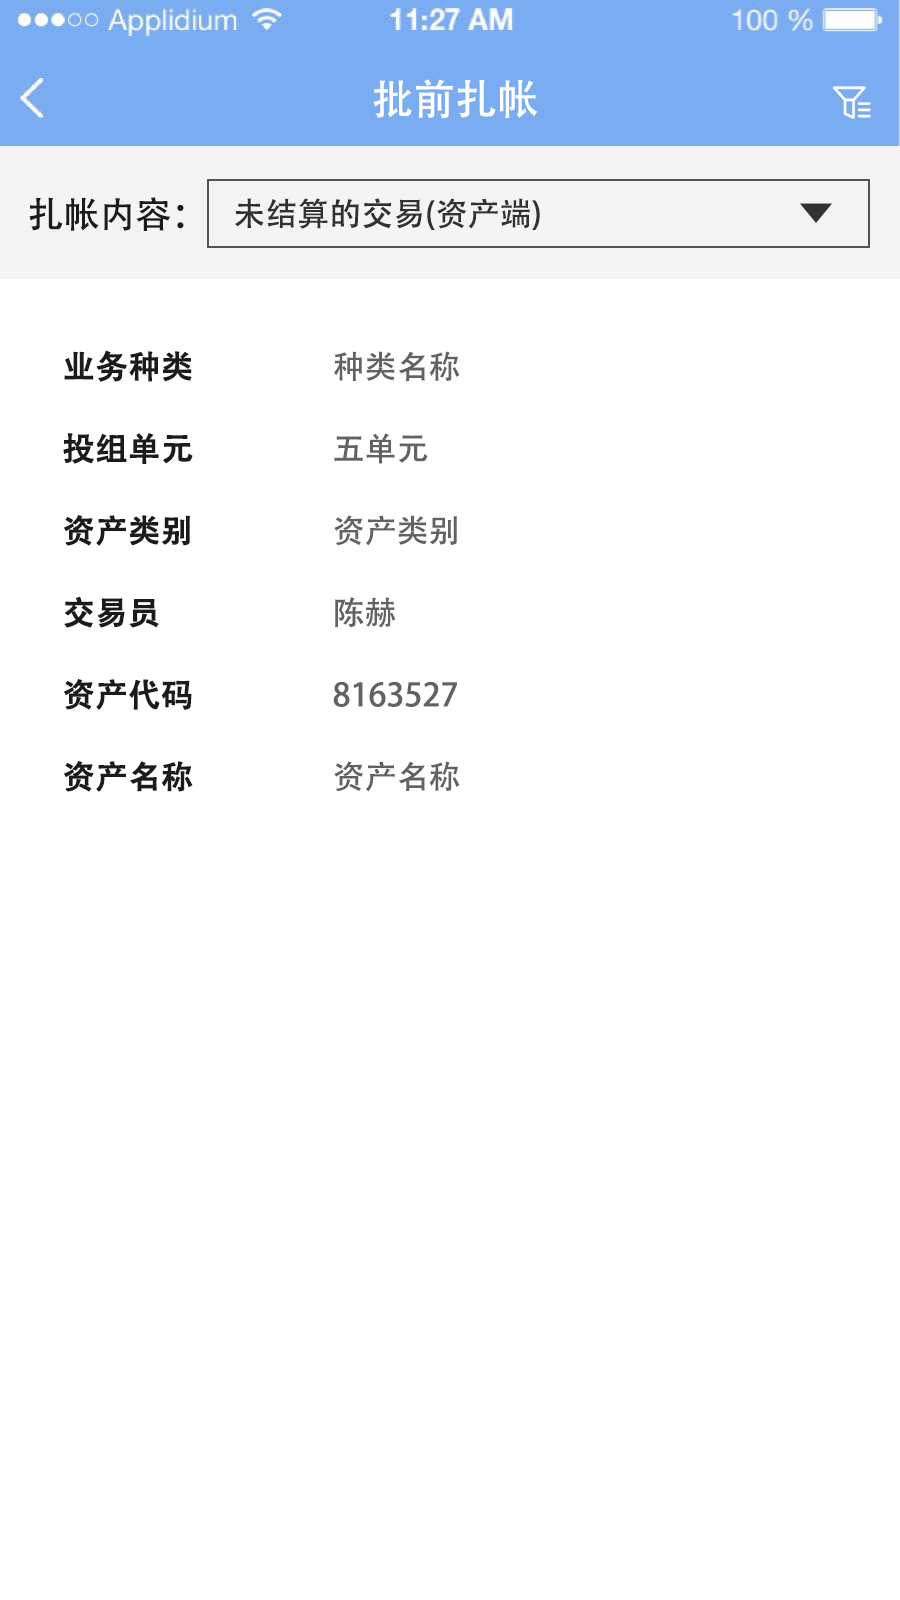 Applidium 11:27 AM 100 %
批前扎帐
扎帐内容： 未结算的交易(资产端)
业务种类 种类名称
投组单元 五单元
资产类别 资产类别
交易员 陈赫
资产代码 8163527
资产名称 资产名称